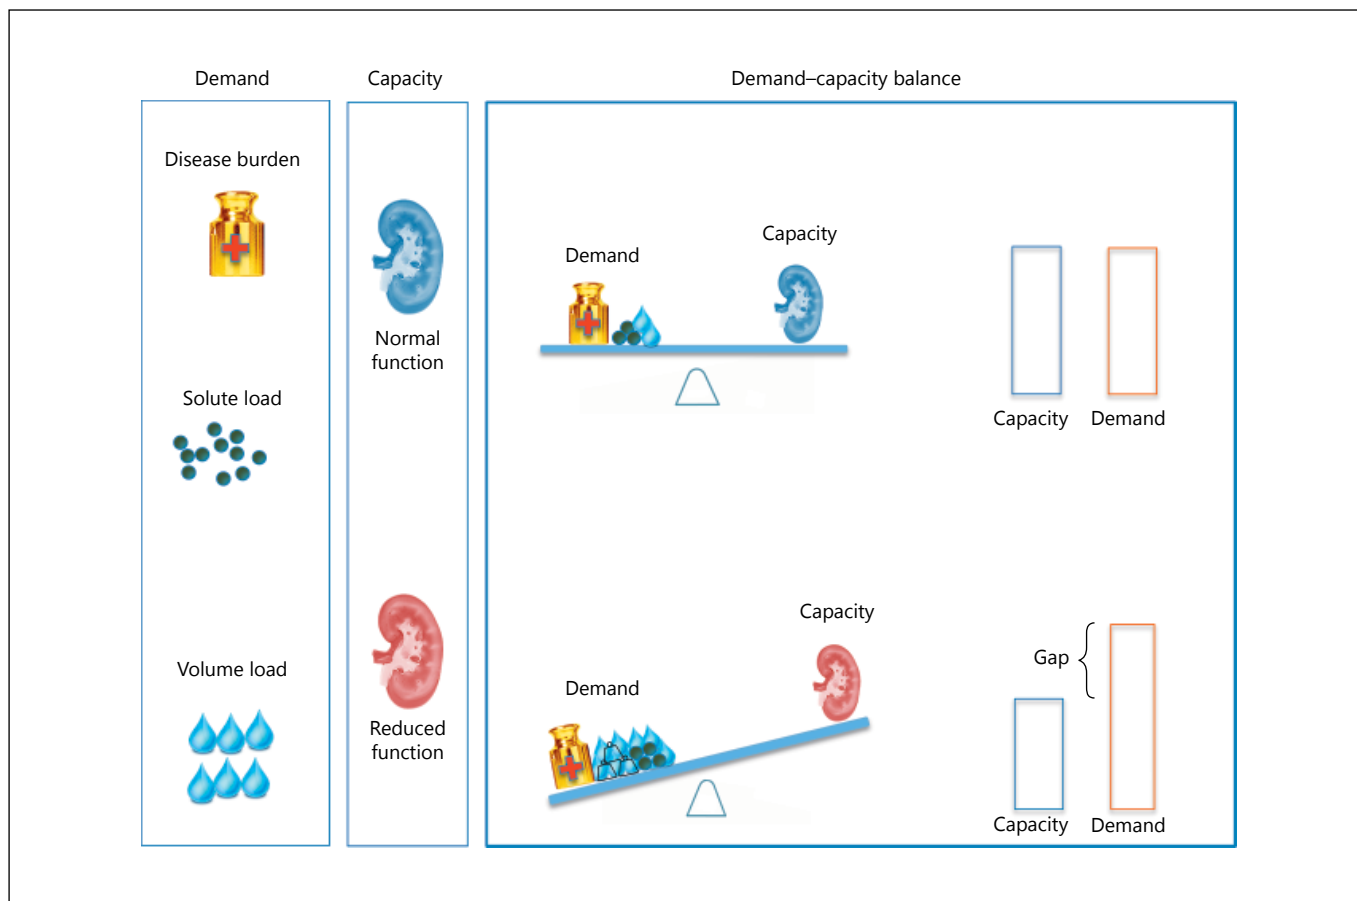 Demand
Capacity
Demand–capacity balance
Disease burden
Solute load
Volume load
Normal
function
Reduced
function
Demand
Capacity
Capacity
Demand
Demand
Capacity
Gap
Capacity
Demand